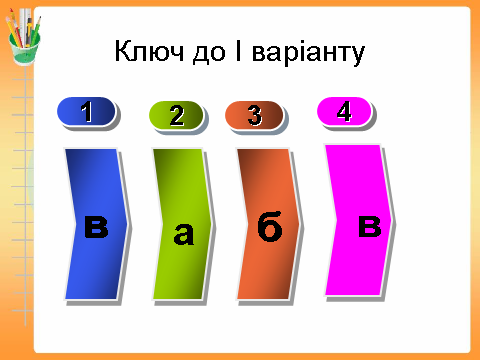 Ключ до І варіанту
1 2 3 4
в а б в